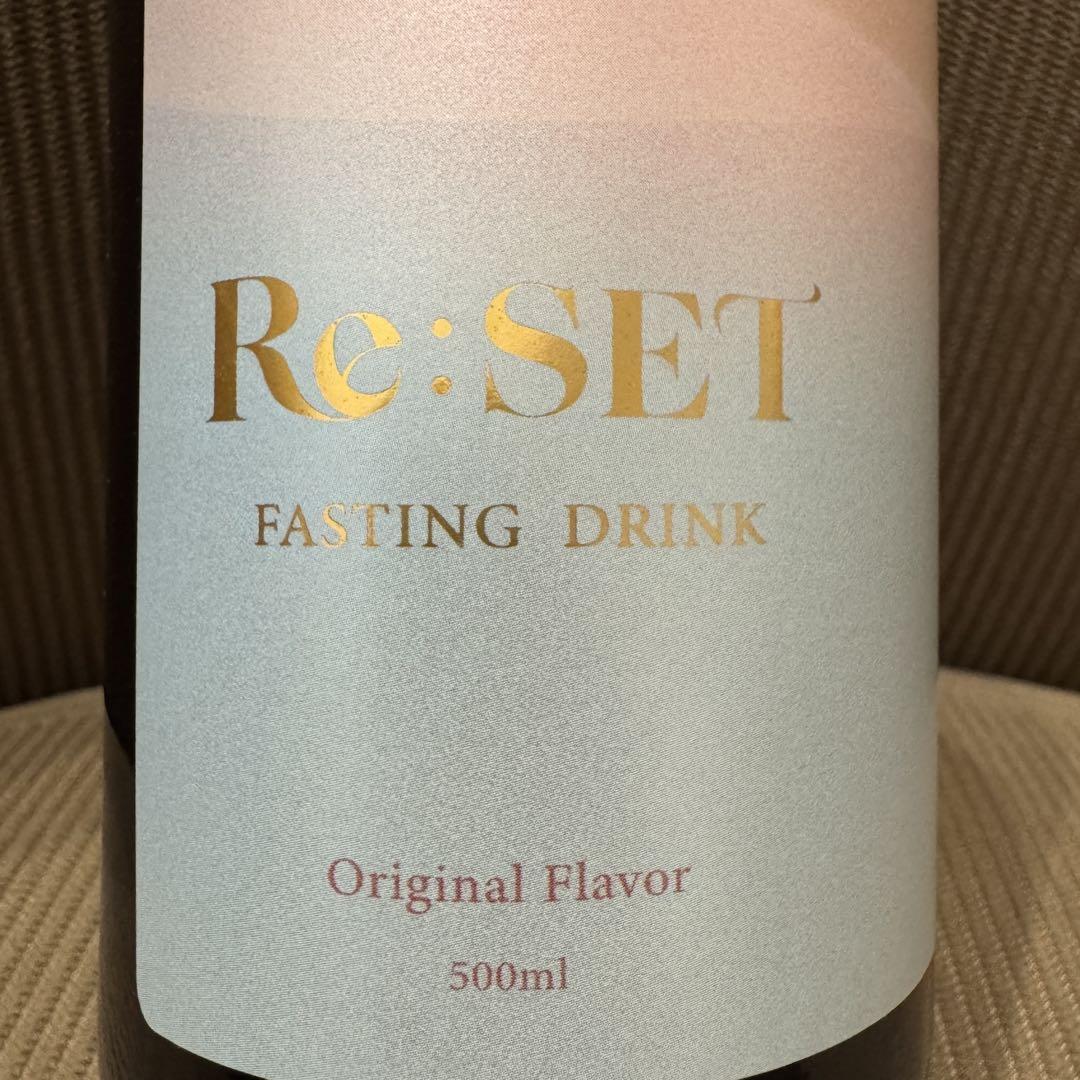 Re:SET
FASTING DRINK
Original Flavor
500ml